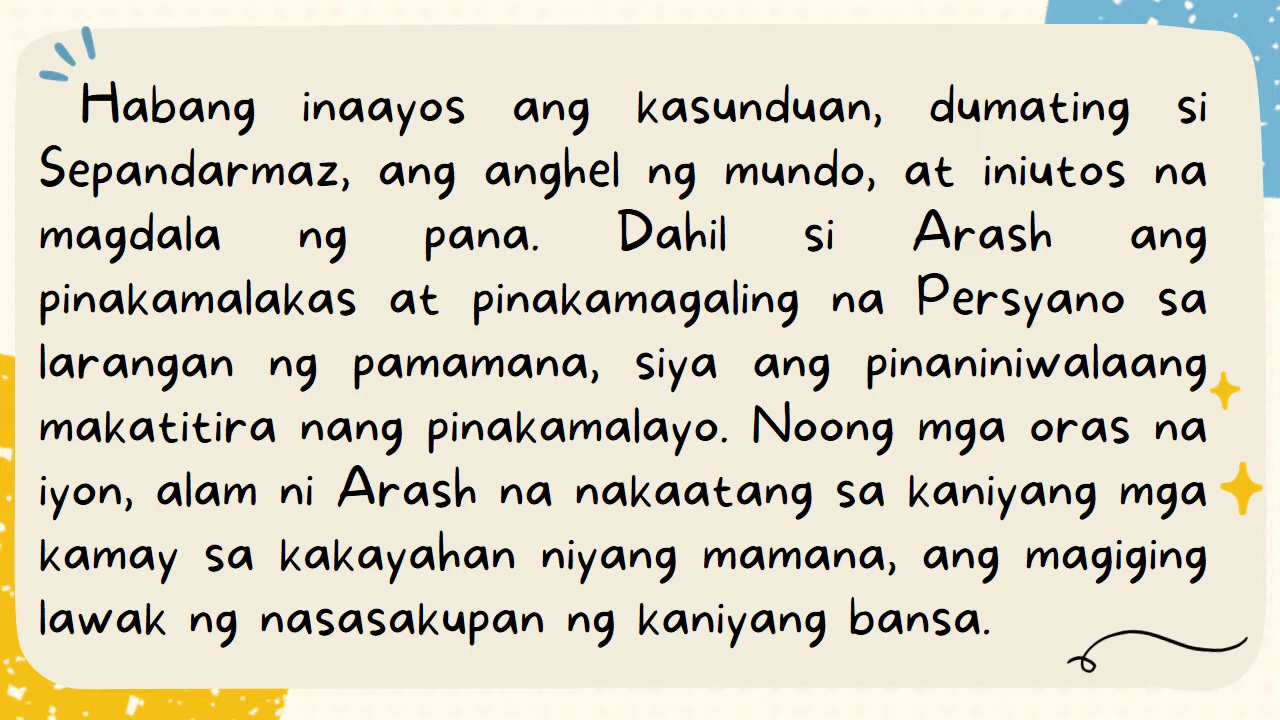 Habang inaayos ang kasunduan, dumating si
Sepandarmaz, ang anghel ng mundo, at iniutos na
magdala ng pana. Dahil si Arash ang
pinakamalakas at pinakamagaling na Persyano sa
larangan ng pamamana, siya ang pinaniniwalaang
makatitira nang pinakamalayo. Noong mga oras na
iyon, alam ni Arash na nakaatang sa kaniyang mga
kamay sa kakayahan niyang mamana, ang magiging
lawak ng nasasakupan ng kaniyang bansa.